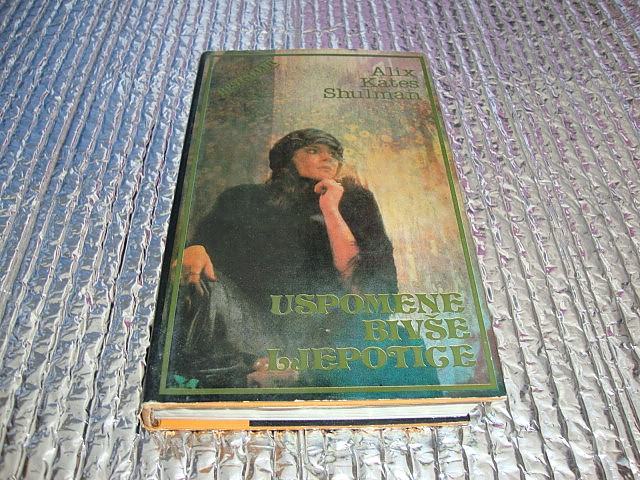 Alix
Kates
Shulman
USPOMENE
BIVŠE
LJEPOTICE